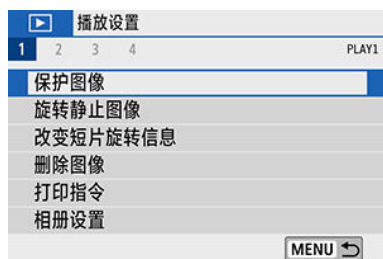 播放设置
1 2 3 4 PLAY1
保护图像
旋转静止图像
改变短片旋转信息
删除图像
打印指令
相册设置
MENU